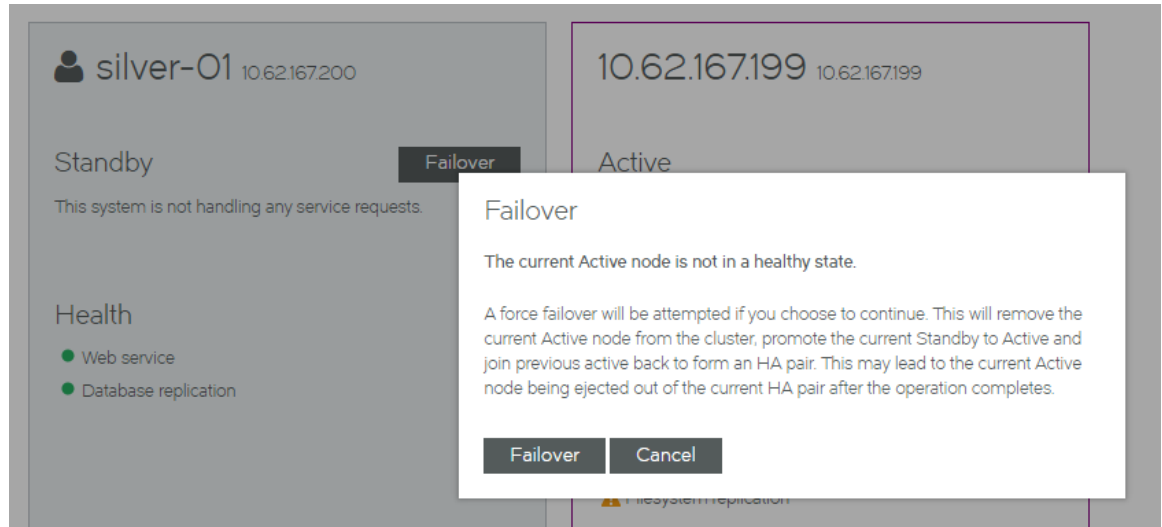 silver-01 10.62.167.200
10.62.167.199 10.62.167.199
Standby
Failover
Active
This system is not handling any service requests.
Health
Web service
Database replication
Failover
The current Active node is not in a healthy state.
A force failover will be attempted if you choose to continue. This will remove the
current Active node from the cluster, promote the current Standby to Active and
join previous active back to form an HA pair. This may lead to the current Active
node being ejected out of the current HA pair after the operation completes.
Failover
Cancel
Filesystem replication